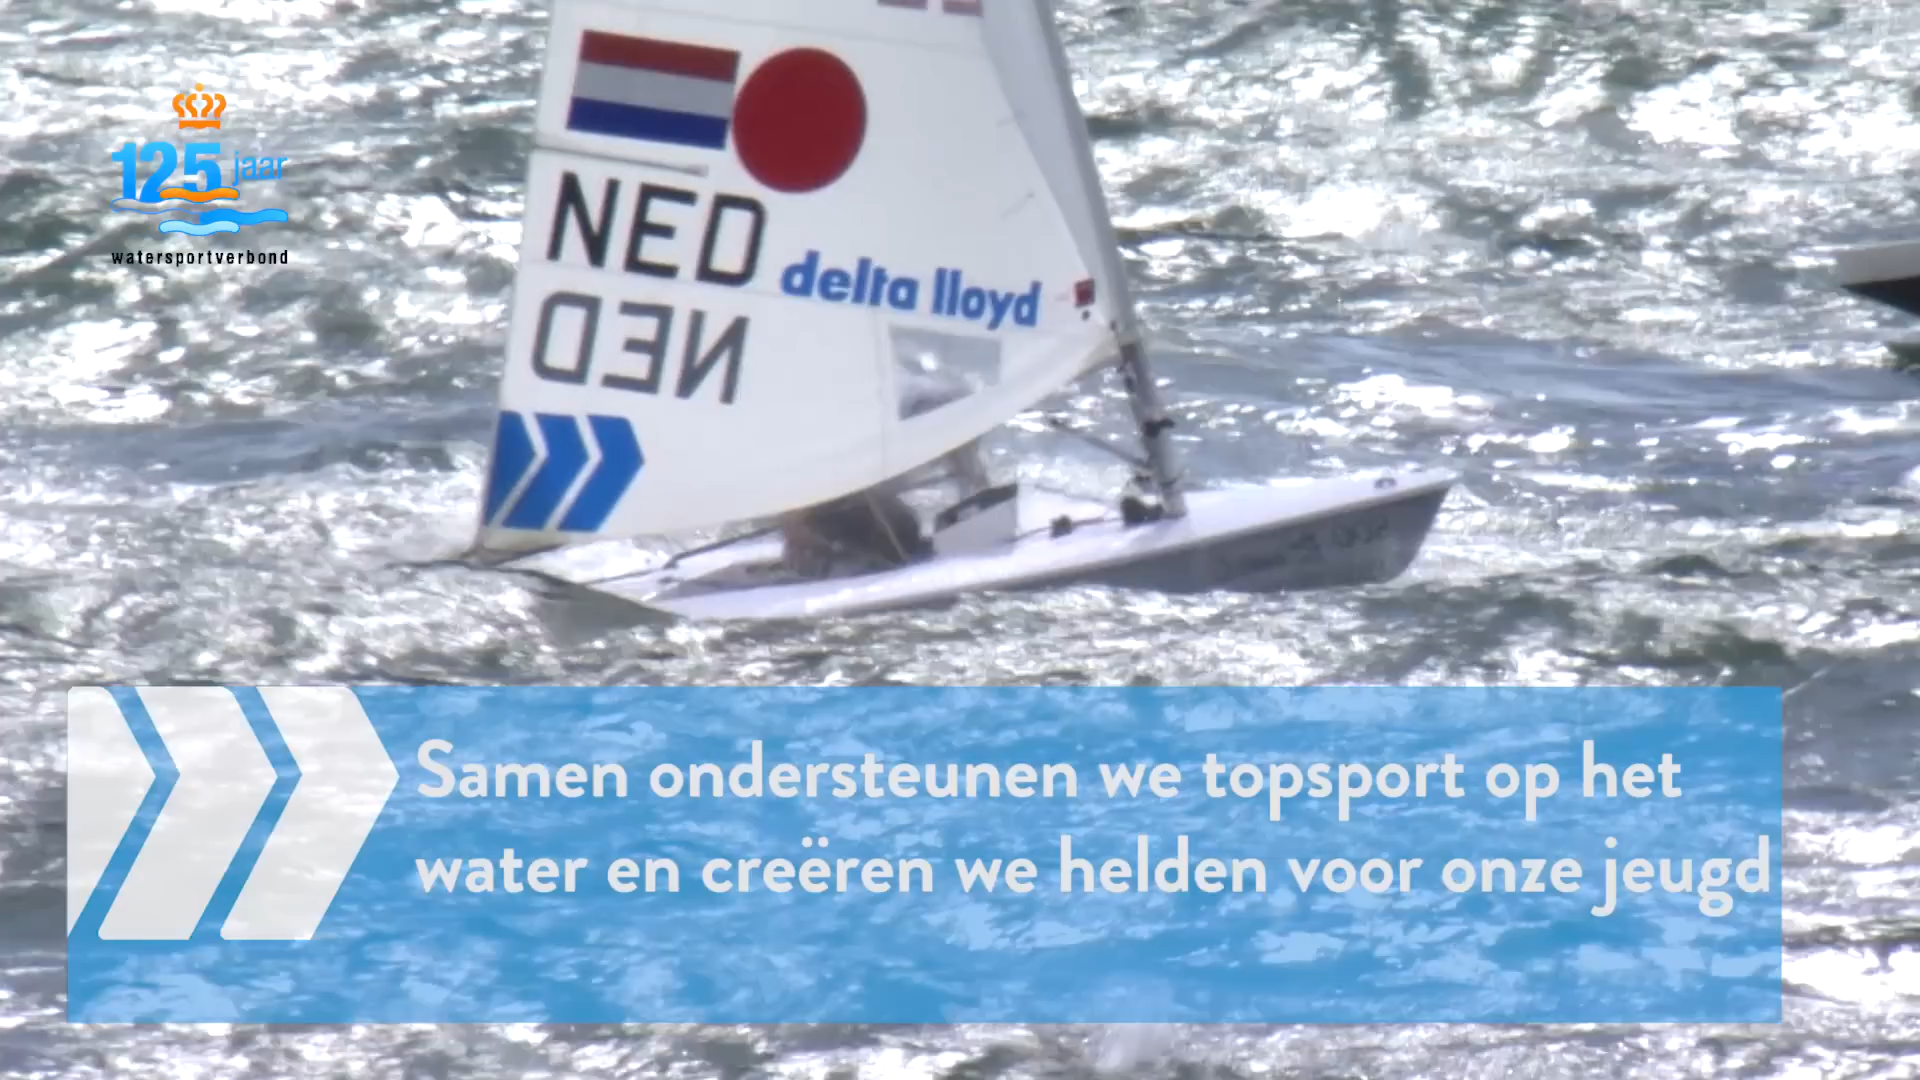 125 jaar
watersportverbond
NED
delta lloyd
NED
Samen ondersteunen we topsport op het
water en creëren we helden voor onze jeugd